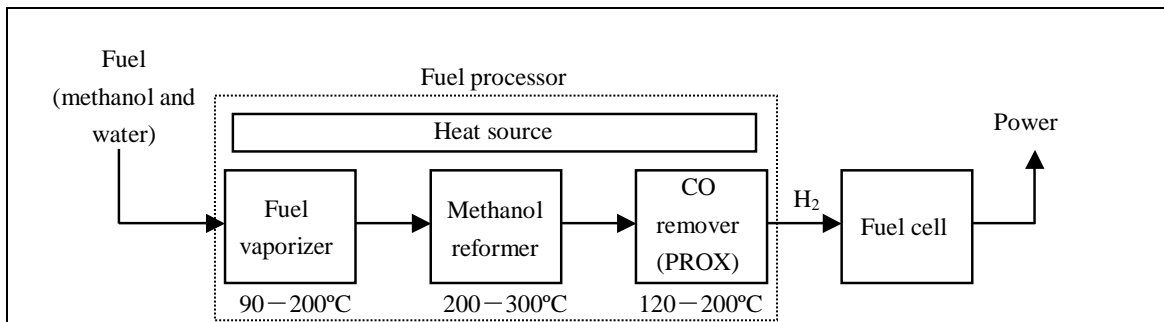 Fuel
(methanol and
water)
Fuel processor
Heat source
Power
Fuel
vaporizer
Methanol
reformer
CO
remover
(PROX)
H₂
Fuel cell
90－200ºC
200－300ºC
120－200ºC